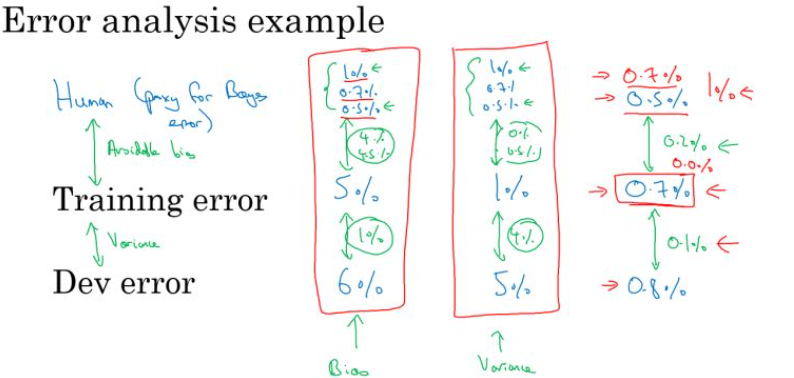 Error analysis example
Human (proxy for Bayes error)
1% 1% 0.7% 1%
0.7% 0.7% 0.5%
0.5% 0.5%
Avoidable bias 4% 4.5% 0% 0.5% 0.2% 0.0%
Training error 5% 1% 0.7%
Variance 1% 4% 0.1%
Dev error 6% 5% 0.8%
Bias Variance